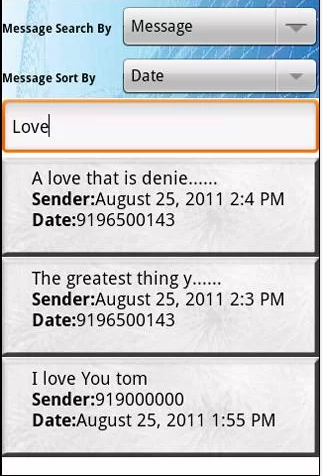 Message Search By Message
Message Sort By Date
Love
A love that is denie......
Sender:August 25, 2011 2:4 PM
Date:9196500143
The greatest thing y......
Sender:August 25, 2011 2:3 PM
Date:9196500143
I love You tom
Sender:919000000
Date:August 25, 2011 1:55 PM